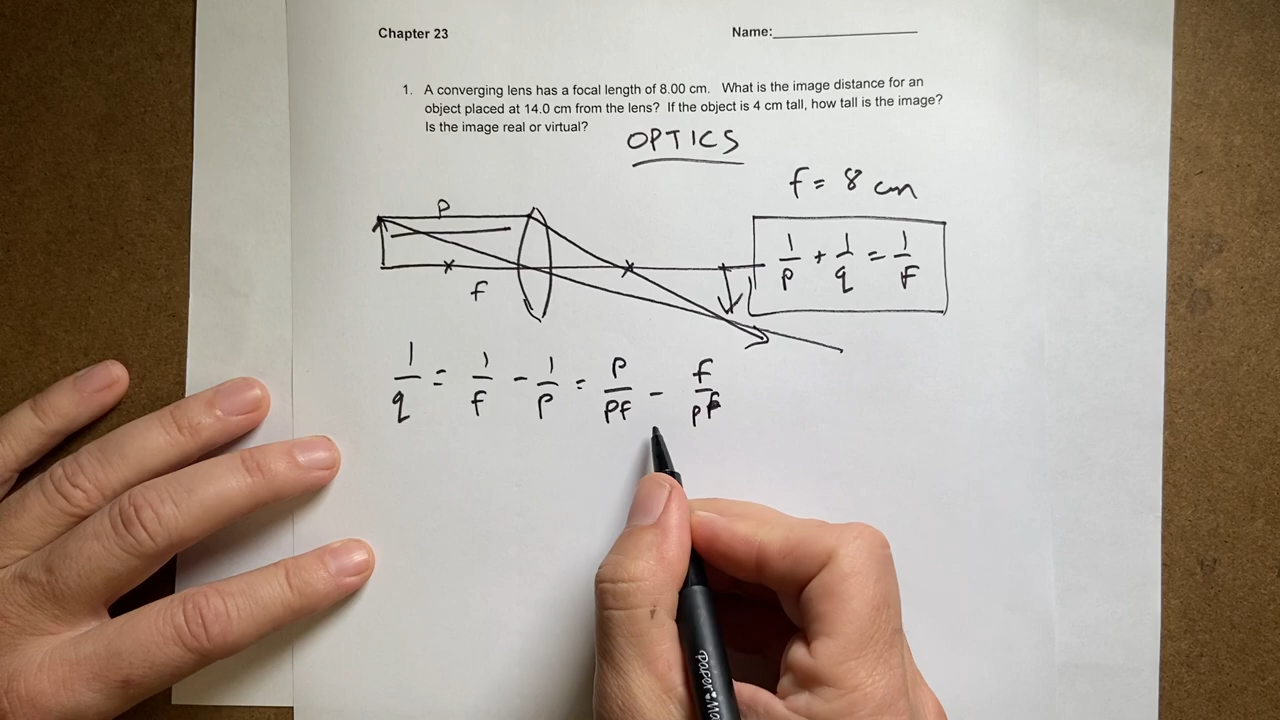 Chapter 23 Name:
1. A converging lens has a focal length of 8.00 cm. What is the image distance for an
object placed at 14.0 cm from the lens? If the object is 4 cm tall, how tall is the image?
Is the image real or virtual?
OPTICS
f = 8 cm
P
1/p + 1/q = 1/F
f
1/q = 1/f - 1/p = P/PF - f/pf
Paper Ma